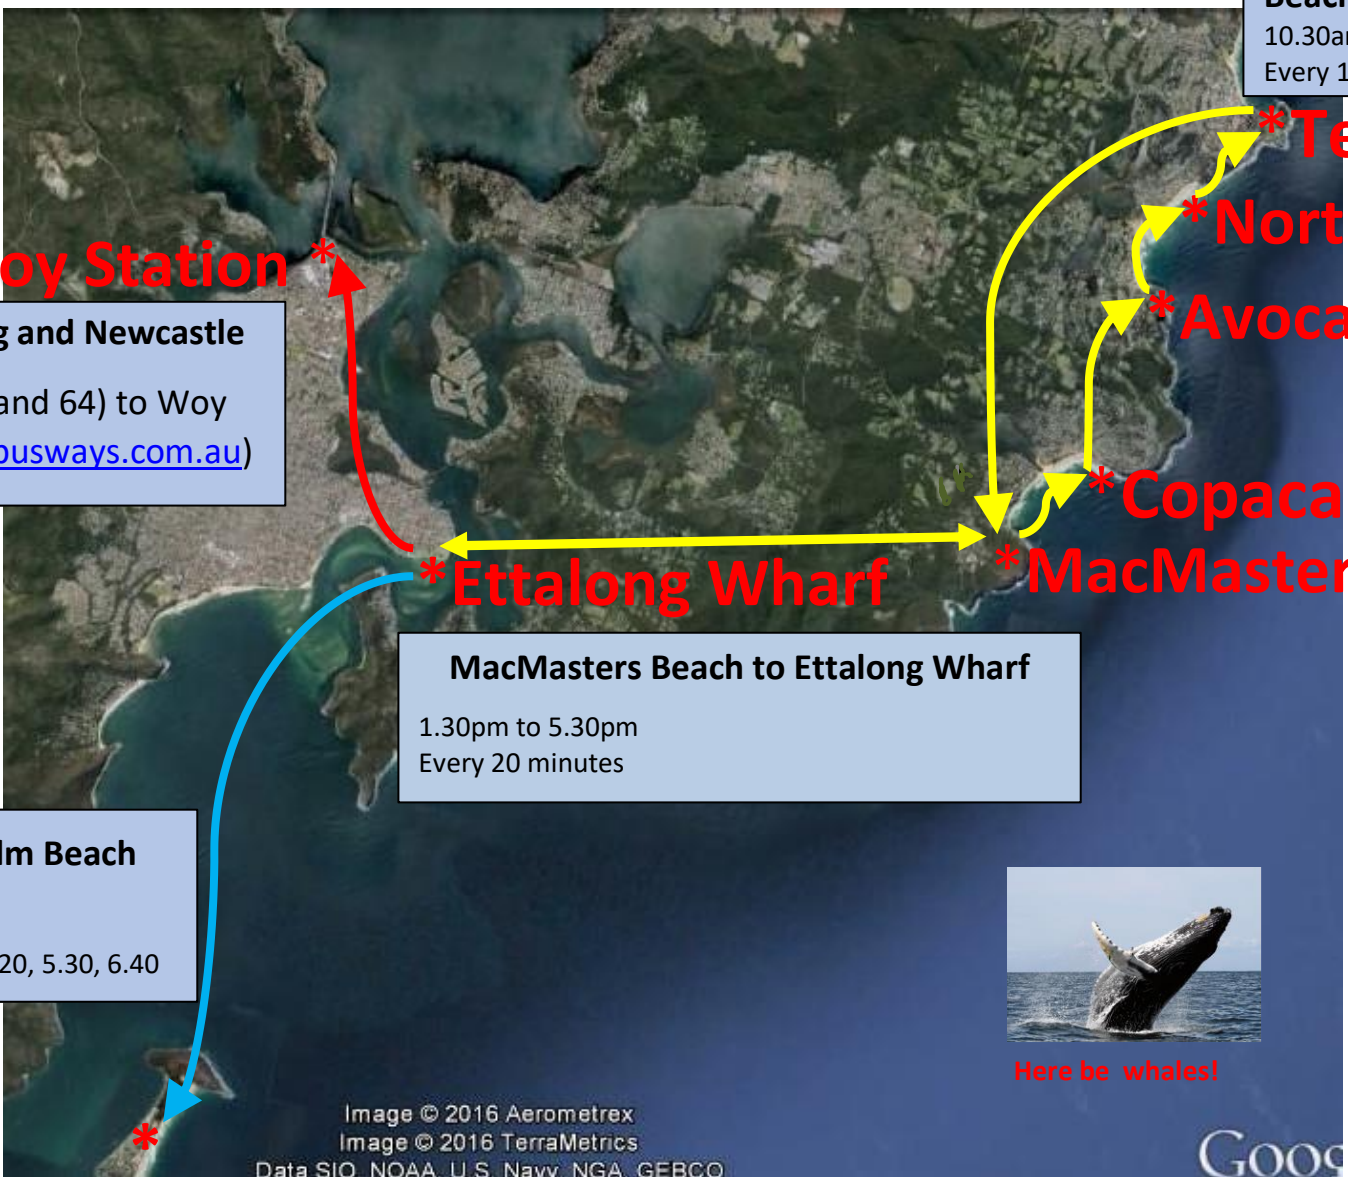 10.30a
Every 1
*Te
*Nort
oy Station *
*Avoca
g and Newcastle
and 64) to Woy
busways.com.au)
*Copaca
*Ettalong Wharf
*MacMaster
MacMasters Beach to Ettalong Wharf
1.30pm to 5.30pm
Every 20 minutes
lm Beach
20, 5.30, 6.40
Here be whales!
*
Image © 2016 Aerometrex
Image © 2016 TerraMetrics
Data SIO, NOAA, U.S. Navy, NGA, GEBCO
Goog